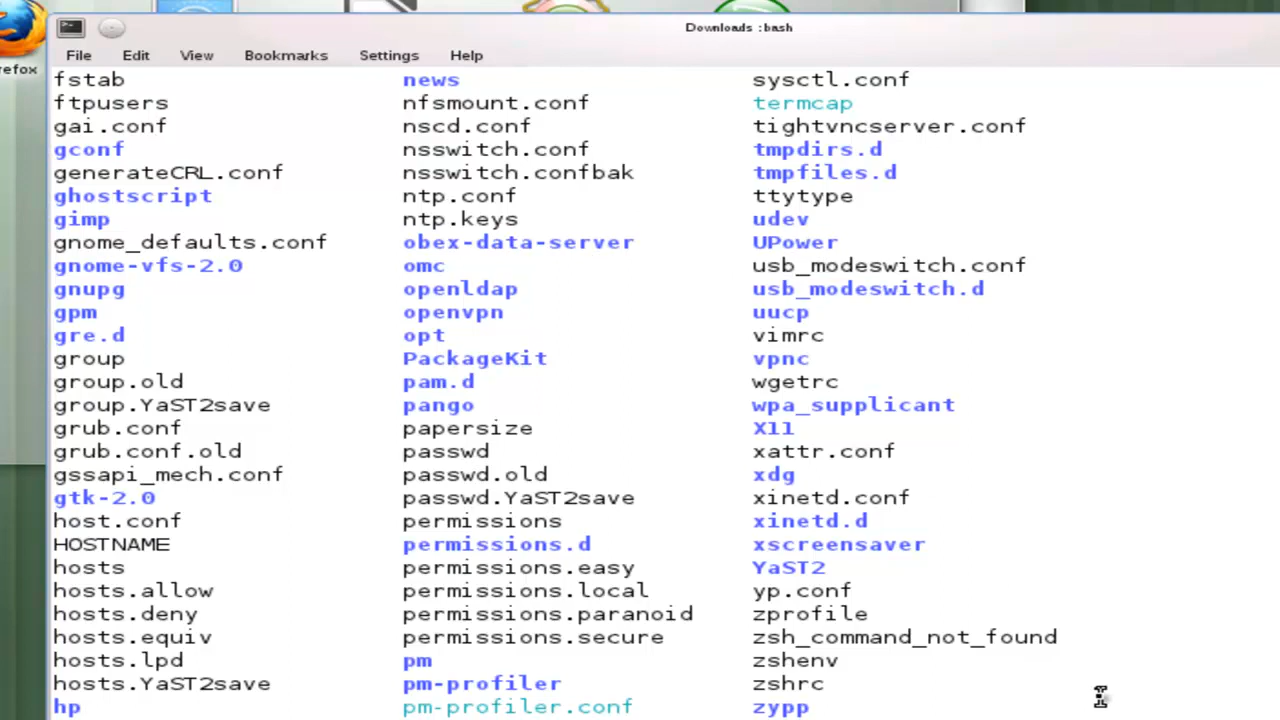 Downloads : bash
File Edit View Bookmarks Settings Help
refox
fstab news sysctl.conf
ftpusers nfsmount.conf termcap
gai.conf nscd.conf tightvncserver.conf
gconf nsswitch.conf tmpdirs.d
generateCRL.conf nsswitch.confbak tmpfiles.d
ghostscript ntp.conf ttytype
gimp ntp.keys udev
gnome_defaults.conf obex-data-server UPower
gnome-vfs-2.0 omc usb_modeswitch.conf
gnupg openldap usb_modeswitch.d
gpm openvpn uucp
gre.d opt vimrc
group PackageKit vpnc
group.old pam.d wgetrc
group.YaST2save pango wpa_supplicant
grub.conf papersize X11
grub.conf.old passwd xattr.conf
gssapi_mech.conf passwd.old xdg
gtk-2.0 passwd.YaST2save xinetd.conf
host.conf permissions xinetd.d
HOSTNAME permissions.d xscreensaver
hosts permissions.easy YaST2
hosts.allow permissions.local yp.conf
hosts.deny permissions.paranoid zprofile
hosts.equiv permissions.secure zsh_command_not_found
hosts.lpd pm zshenv
hosts.YaST2save pm-profiler zshrc
hp pm-profiler.conf zypp